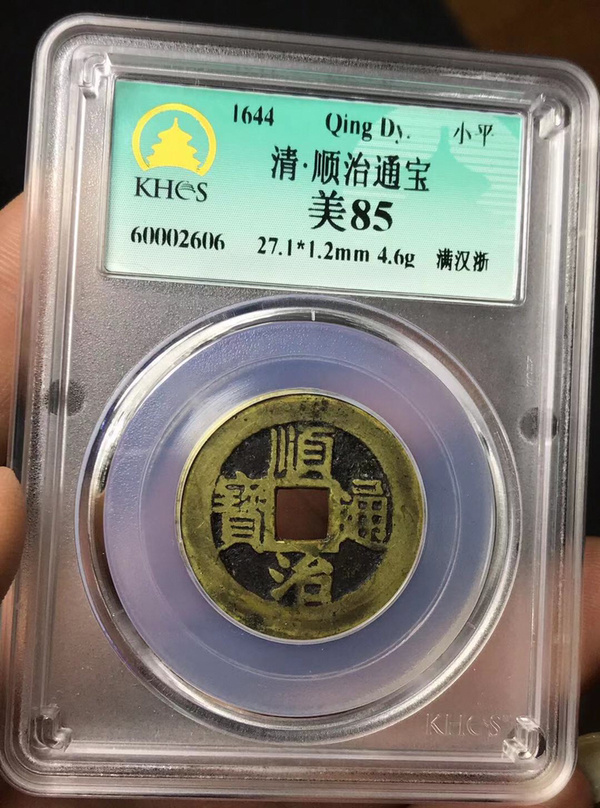 1644 Qing Dy. 小平
清·顺治通宝
KHCS
美85
60002606 27.1*1.2mm 4.6g 满汉浙
順治通寶
KHCS